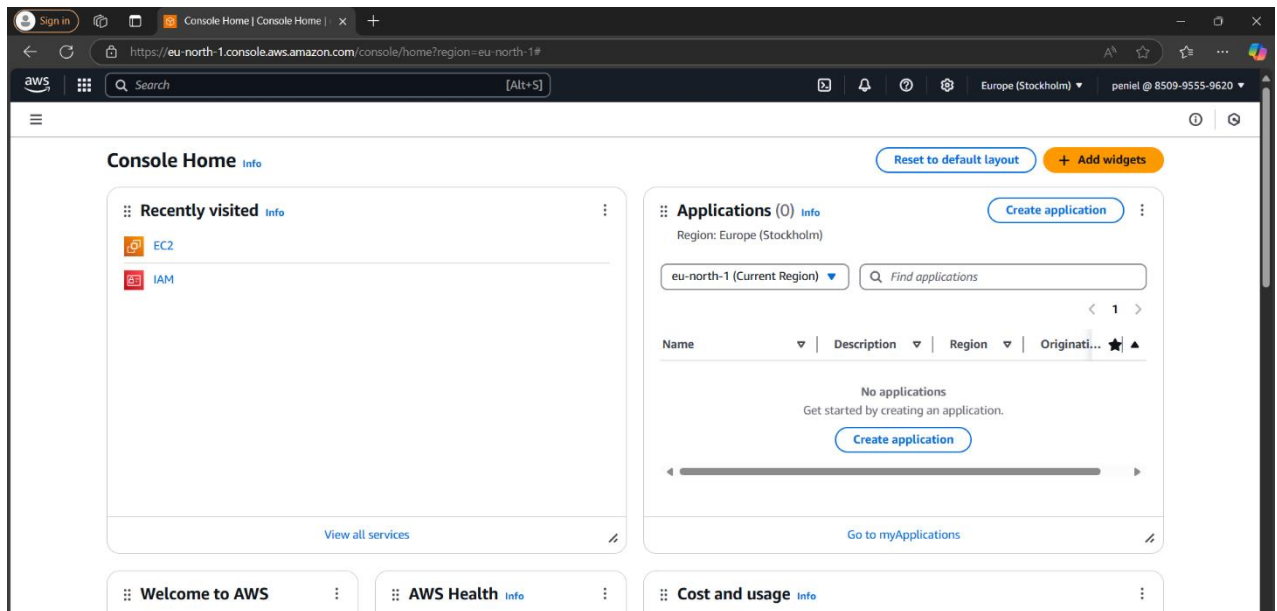 Sign in
Console Home | Console Home |
https://eu-north-1.console.aws.amazon.com/console/home?region=eu-north-1#
aws
Search [Alt+S]
Europe (Stockholm)
peniel @ 8509-9555-9620
Console Home Info
Reset to default layout
+ Add widgets
Recently visited Info
EC2
IAM
View all services
Applications (0) Info
Create application
Region: Europe (Stockholm)
eu-north-1 (Current Region)
Find applications
1
Name Description Region Originati...
No applications
Get started by creating an application.
Create application
Go to myApplications
Welcome to AWS
AWS Health Info
Cost and usage Info